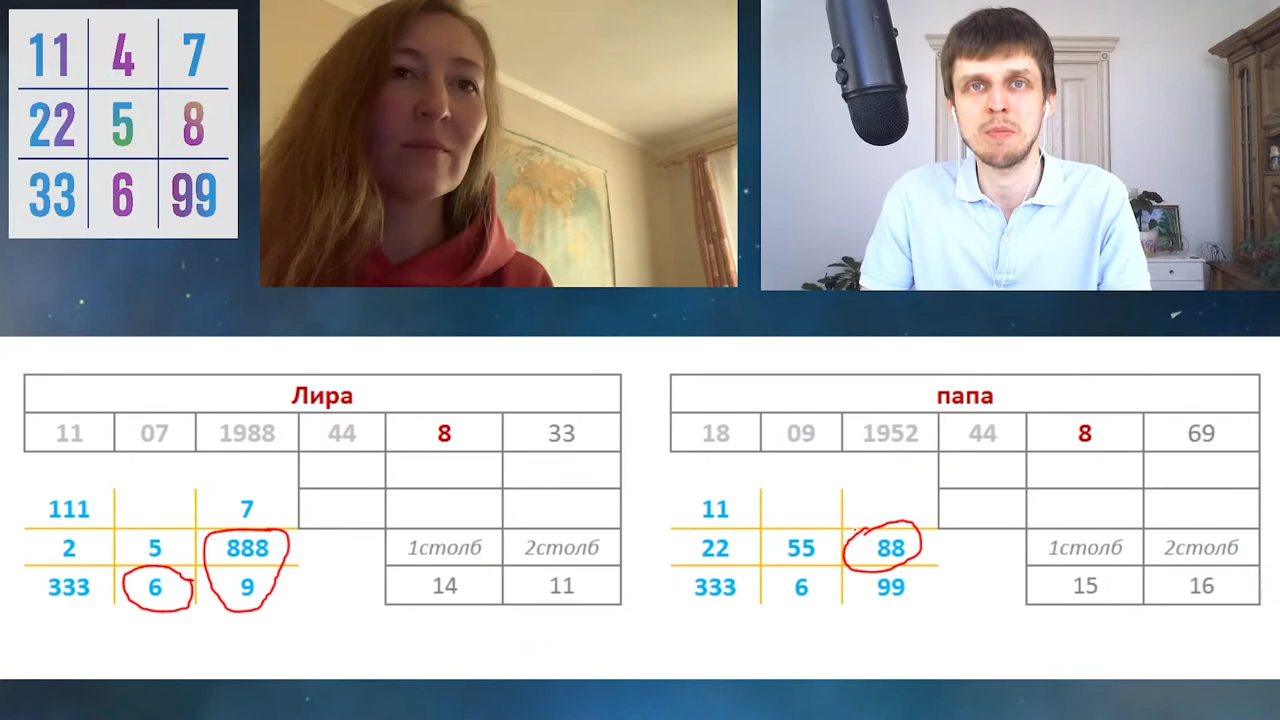 11 4 7
22 5 8
33 6 99
Лира
11 07 1988 44 8 33
111 7
2 5 888 1столб 2столб
333 6 9 14 11
папа
18 09 1952 44 8 69
11
22 55 88 1столб 2столб
333 6 99 15 16